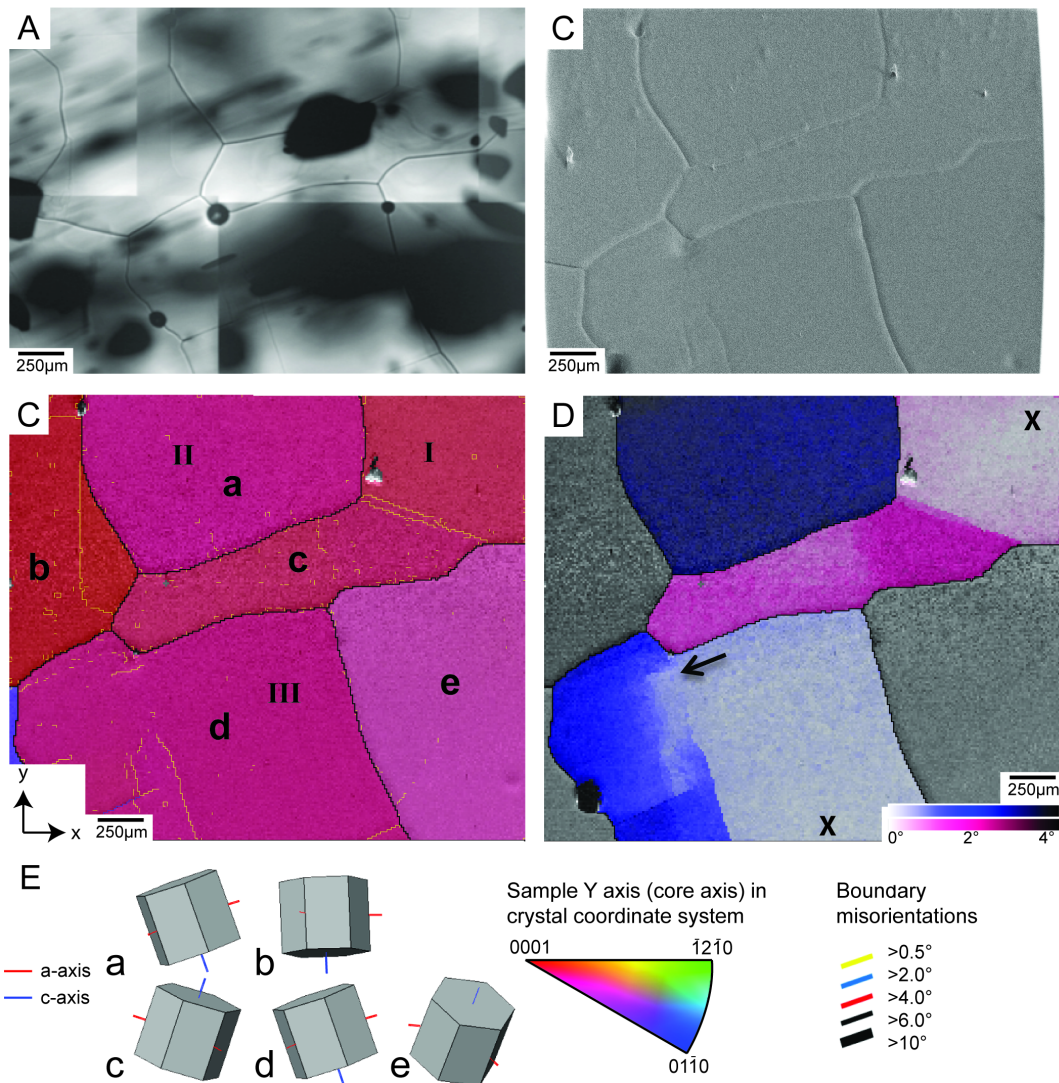 A
250µm
C
250µm
C
I
II
a
b
c
III
d
e
y
x
250µm
D
X
X
250µm
0° 2° 4°
E
a-axis
c-axis
a
b
c
d
e
Sample Y axis (core axis) in
crystal coordinate system
0001
1̄21̄0
011̄0
Boundary
misorientations
>0.5°
>2.0°
>4.0°
>6.0°
>10°